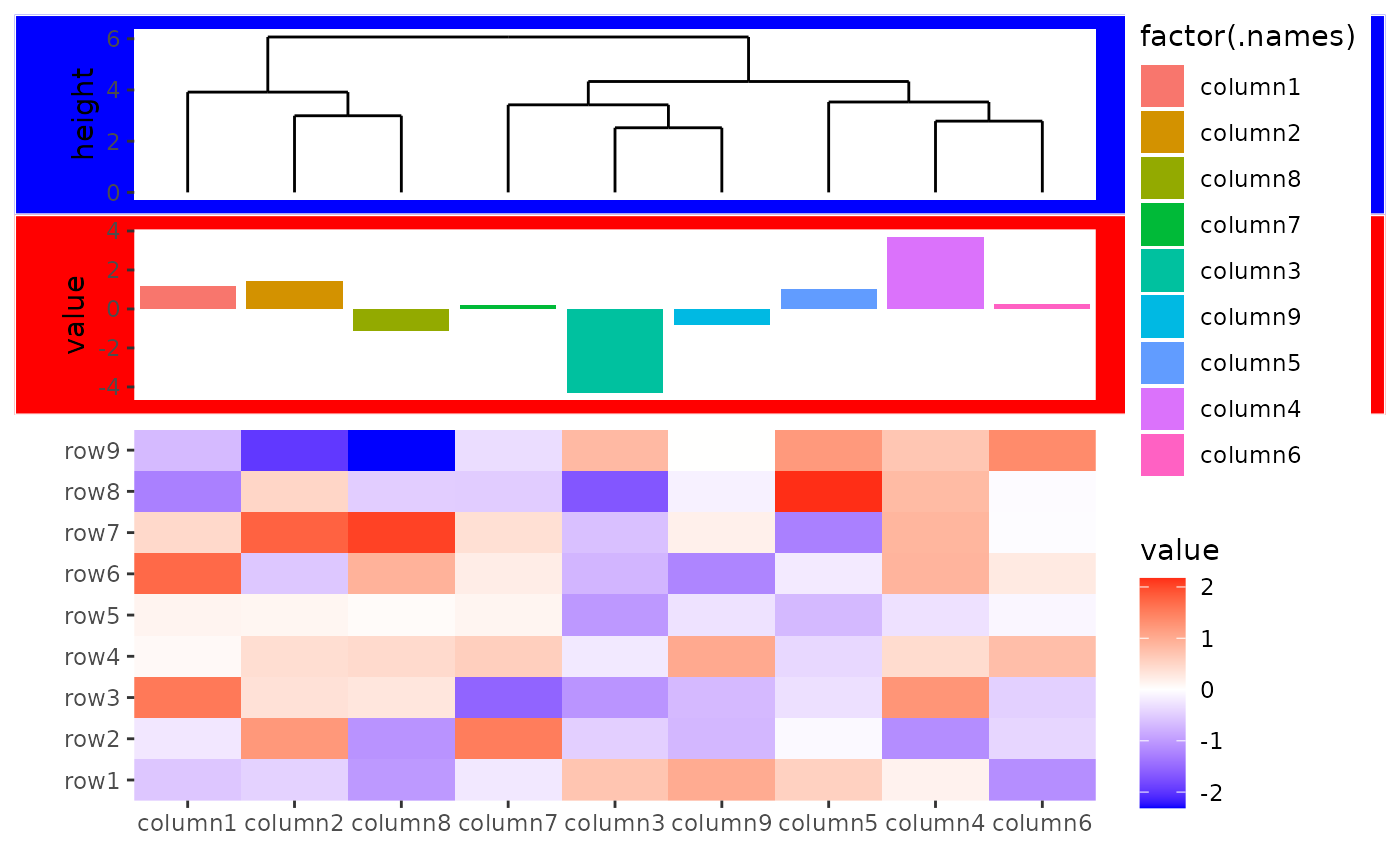 height
6
4
2
0
value
4
2
0
-2
-4
row9
row8
row7
row6
row5
row4
row3
row2
row1
column1 column2 column8 column7 column3 column9 column5 column4 column6
factor(.names)
column1
column2
column8
column7
column3
column9
column5
column4
column6
value
2
1
0
-1
-2